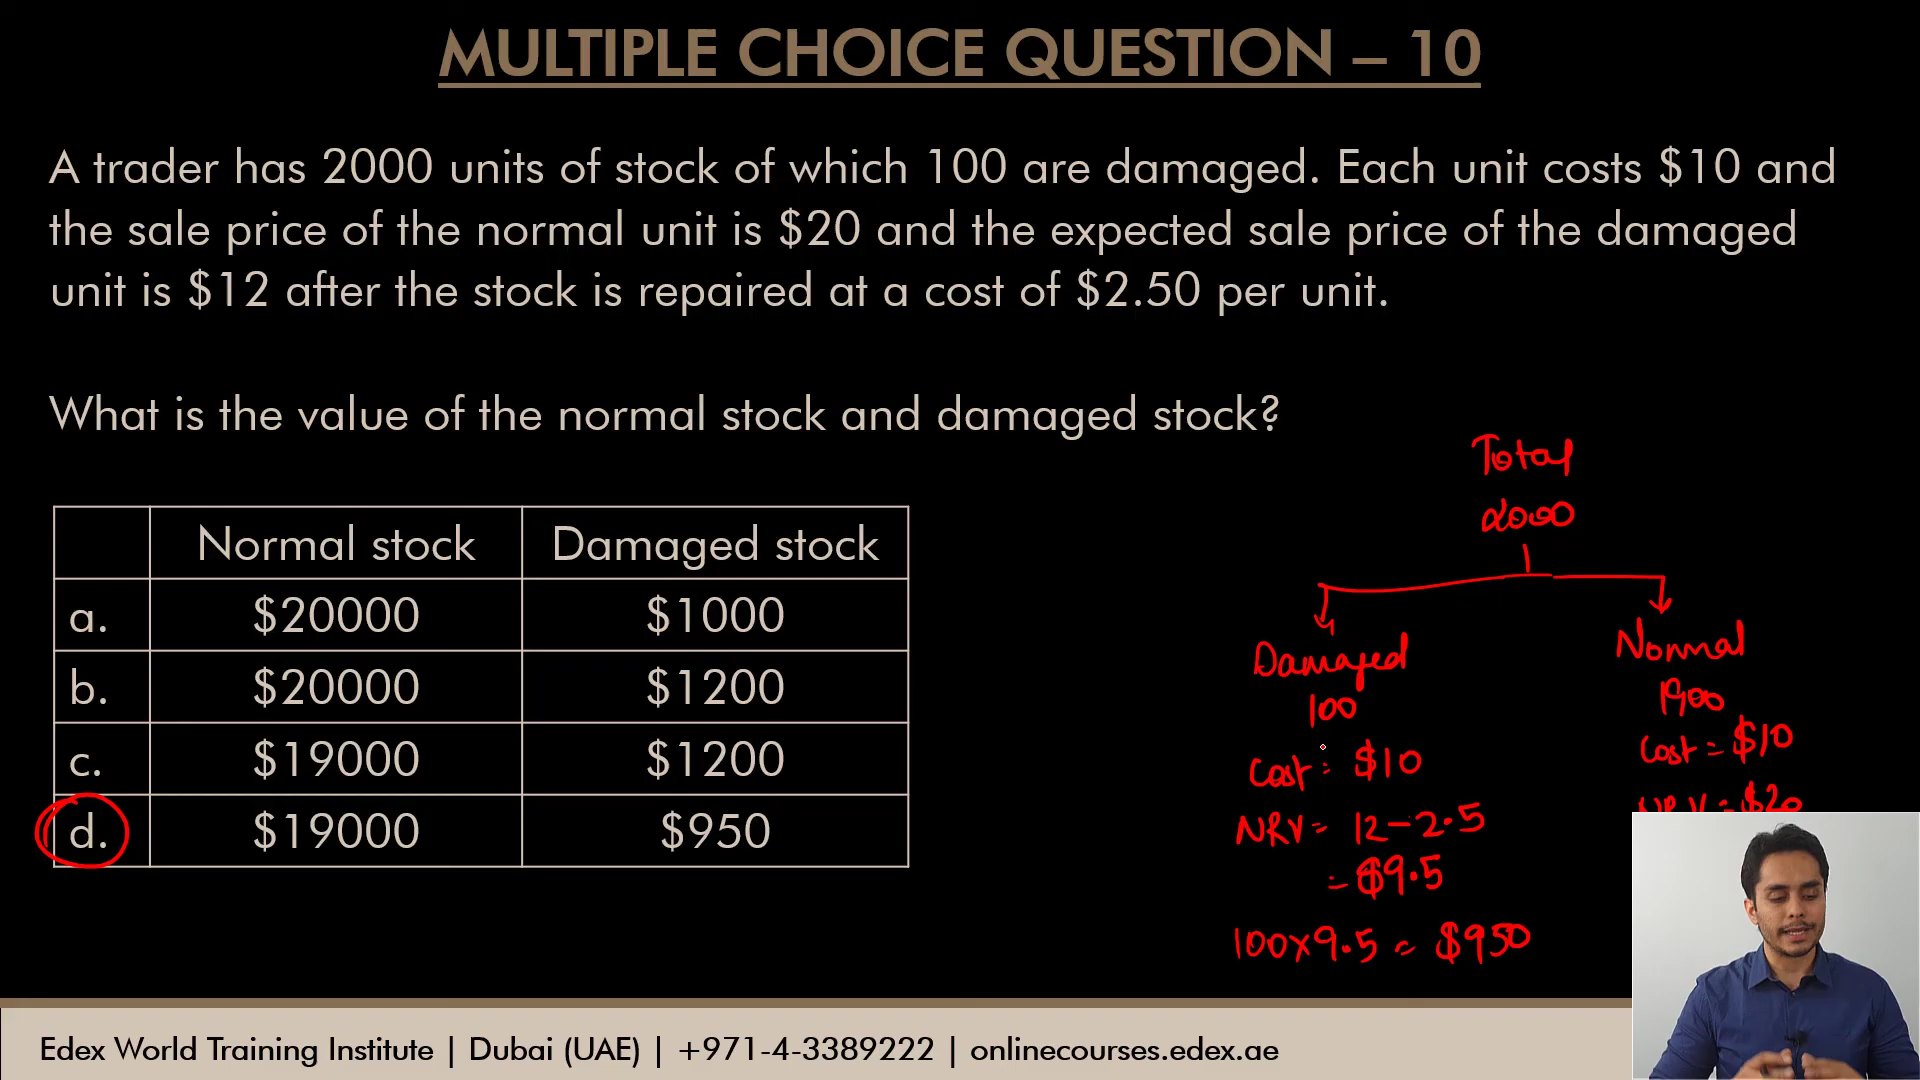 MULTIPLE CHOICE QUESTION – 10
A trader has 2000 units of stock of which 100 are damaged. Each unit costs $10 and
the sale price of the normal unit is $20 and the expected sale price of the damaged
unit is $12 after the stock is repaired at a cost of $2.50 per unit.
What is the value of the normal stock and damaged stock?
Normal stock Damaged stock
a. $20000 $1000
b. $20000 $1200
c. $19000 $1200
d. $19000 $950
Total
2000
Damaged
100
Cost = $10
NRV = 12 - 2.5
= $9.5
100 x 9.5 = $950
Normal
1900
Cost = $10
NRV = $20
Edex World Training Institute | Dubai (UAE) | +971-4-3389222 | onlinecourses.edex.ae